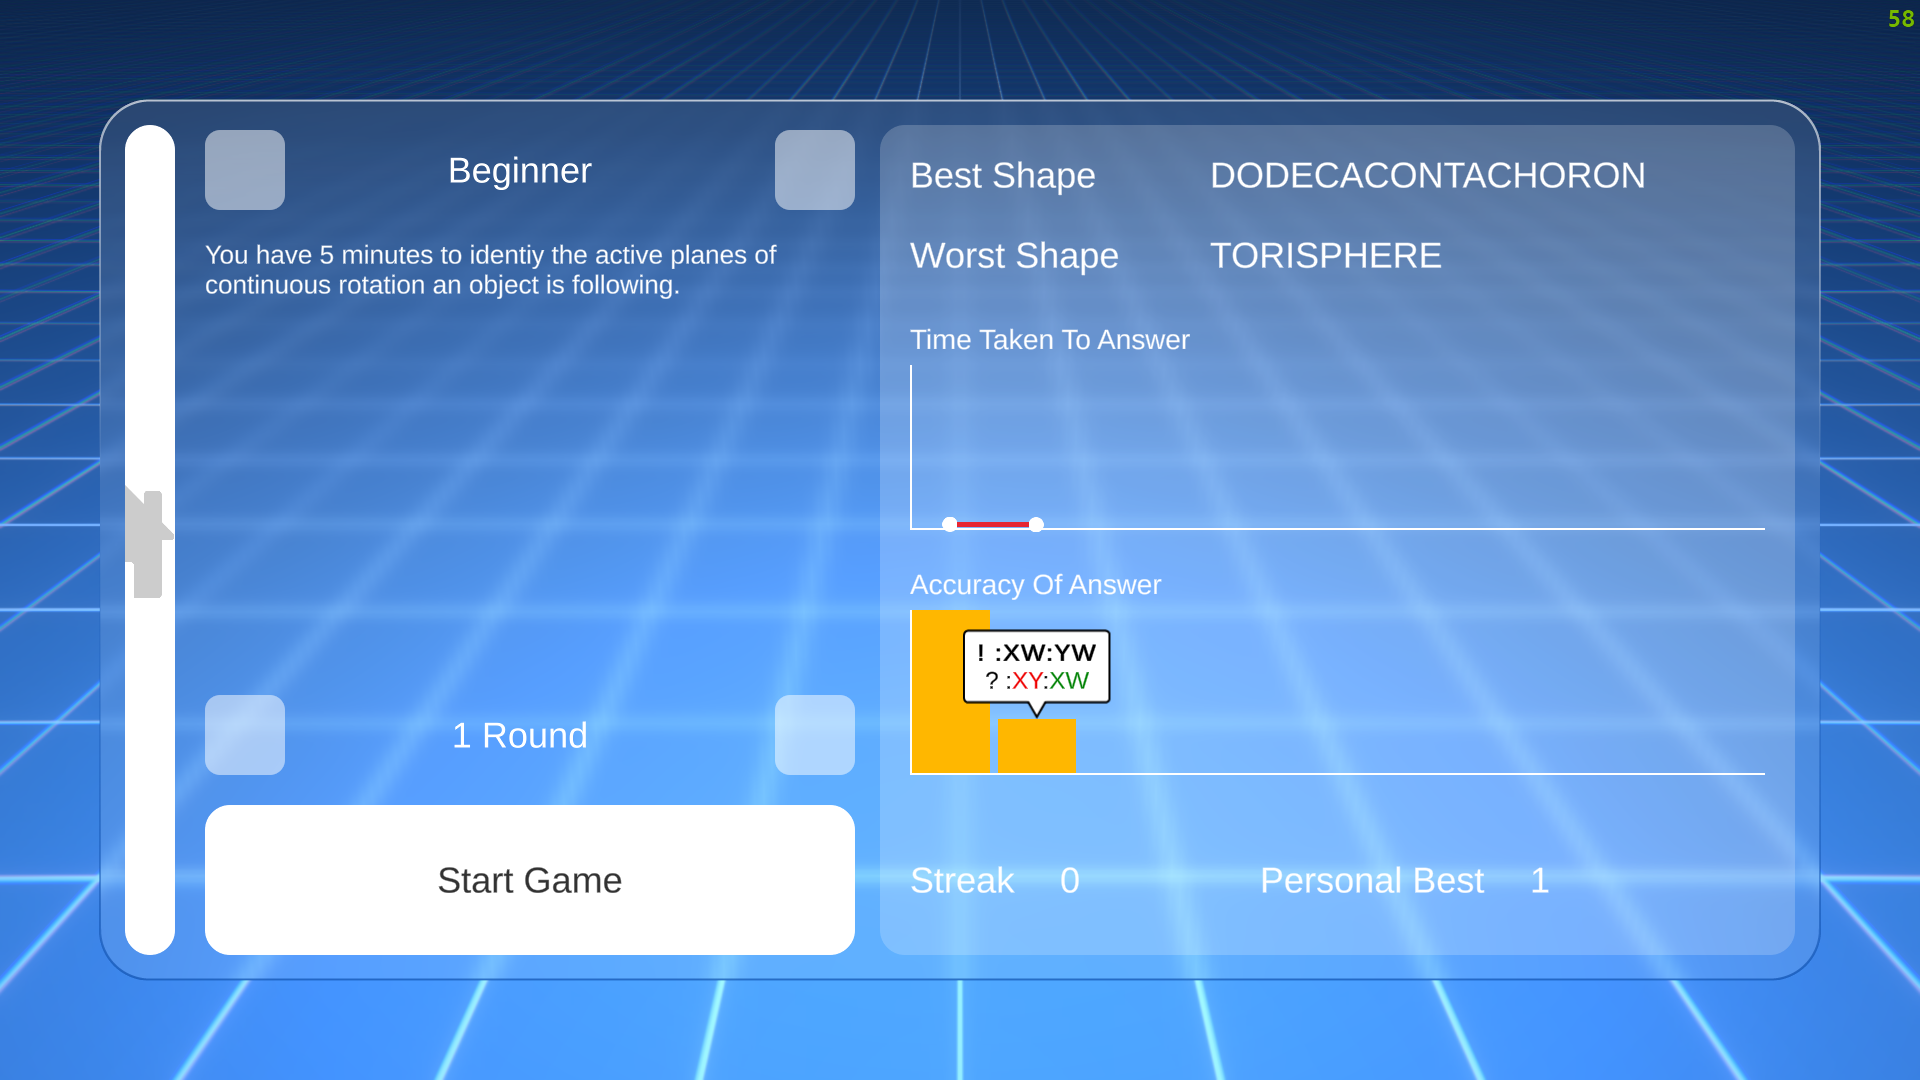 58
Beginner
You have 5 minutes to identiy the active planes of
continuous rotation an object is following.
1 Round
Start Game
Best Shape DODECACONTACHORON
Worst Shape TORISPHERE
Time Taken To Answer
Accuracy Of Answer
! :XW:YW
? :XY:XW
Streak 0 Personal Best 1